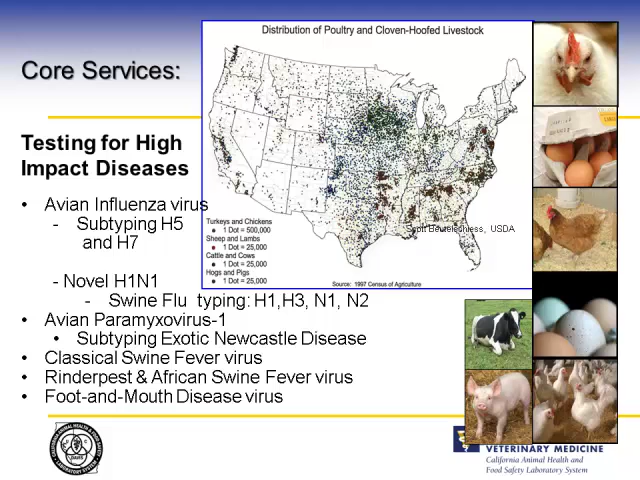 Core Services:
Distribution of Poultry and Cloven-Hoofed Livestock
Turkeys and Chickens
1 Dot = 500,000
Sheep and Lambs
1 Dot = 25,000
Cattle and Cows
1 Dot = 25,000
Hogs and Pigs
1 Dot = 25,000
Scott Beutelschiess, USDA
Source: 1997 Census of Agriculture
Testing for High
Impact Diseases
• Avian Influenza virus
- Subtyping H5
and H7
- Novel H1N1
- Swine Flu typing: H1,H3, N1, N2
• Avian Paramyxovirus-1
• Subtyping Exotic Newcastle Disease
• Classical Swine Fever virus
• Rinderpest & African Swine Fever virus
• Foot-and-Mouth Disease virus
VETERINARY MEDICINE
California Animal Health and
Food Safety Laboratory System